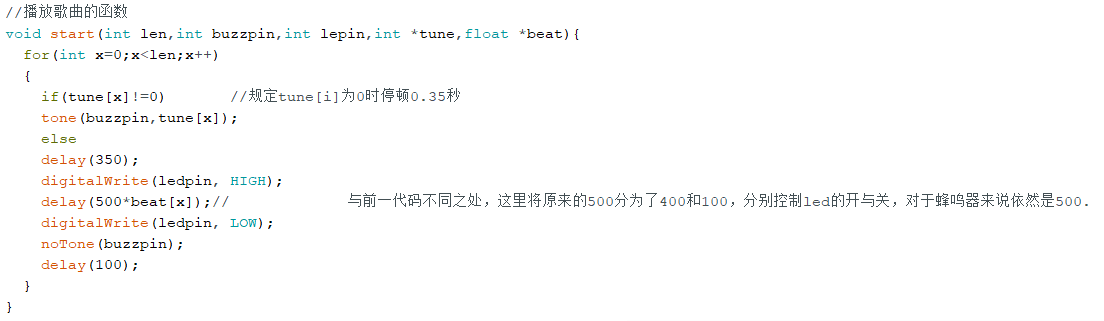 //播放歌曲的函数
void start(int len,int buzzpin,int lepin,int *tune,float *beat){
  for(int x=0;x<len;x++)
  {
    if(tune[x]!=0)       //规定tune[i]为0时停顿0.35秒
    tone(buzzpin,tune[x]);
    else
    delay(350);
    digitalWrite(ledpin, HIGH);
    delay(500*beat[x]);//             与前一代码不同之处，这里将原来的500分为了400和100，分别控制led的开与关，对于蜂鸣器来说依然是500.
    digitalWrite(ledpin, LOW);
    noTone(buzzpin);
    delay(100);
  }
}